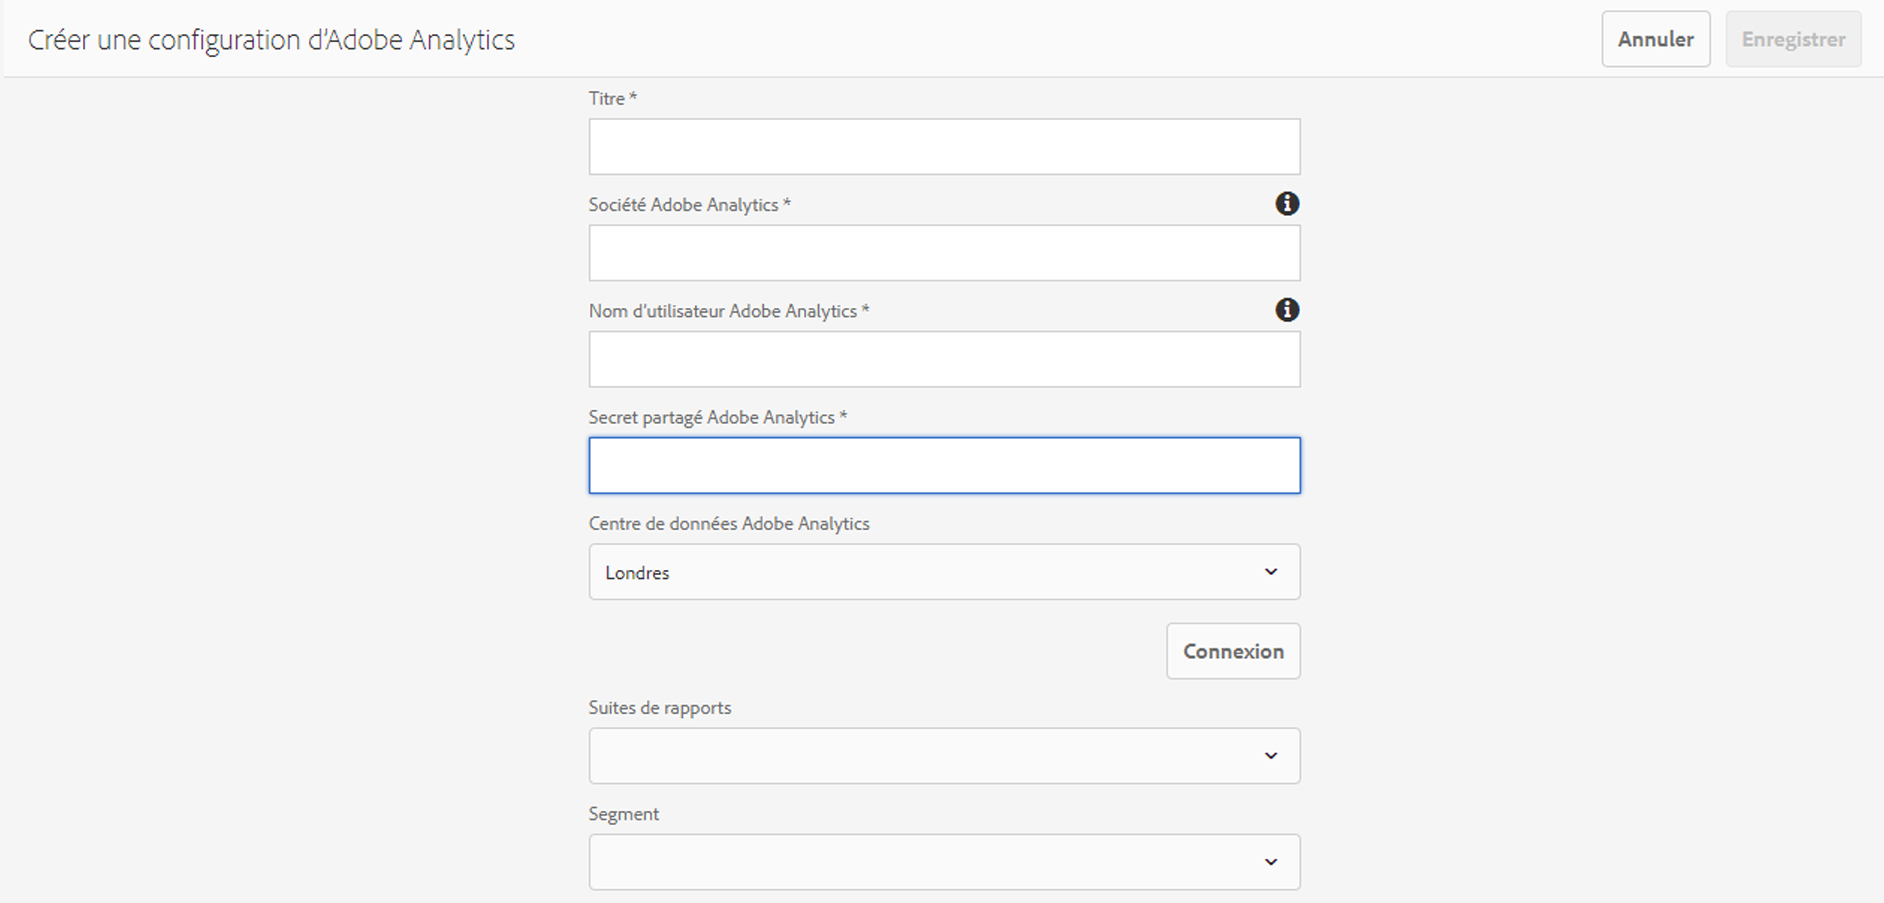 Créer une configuration d’Adobe Analytics
Annuler
Enregistrer
Titre *
Société Adobe Analytics *
Nom d’utilisateur Adobe Analytics *
Secret partagé Adobe Analytics *
Centre de données Adobe Analytics
Londres
Connexion
Suites de rapports
Segment